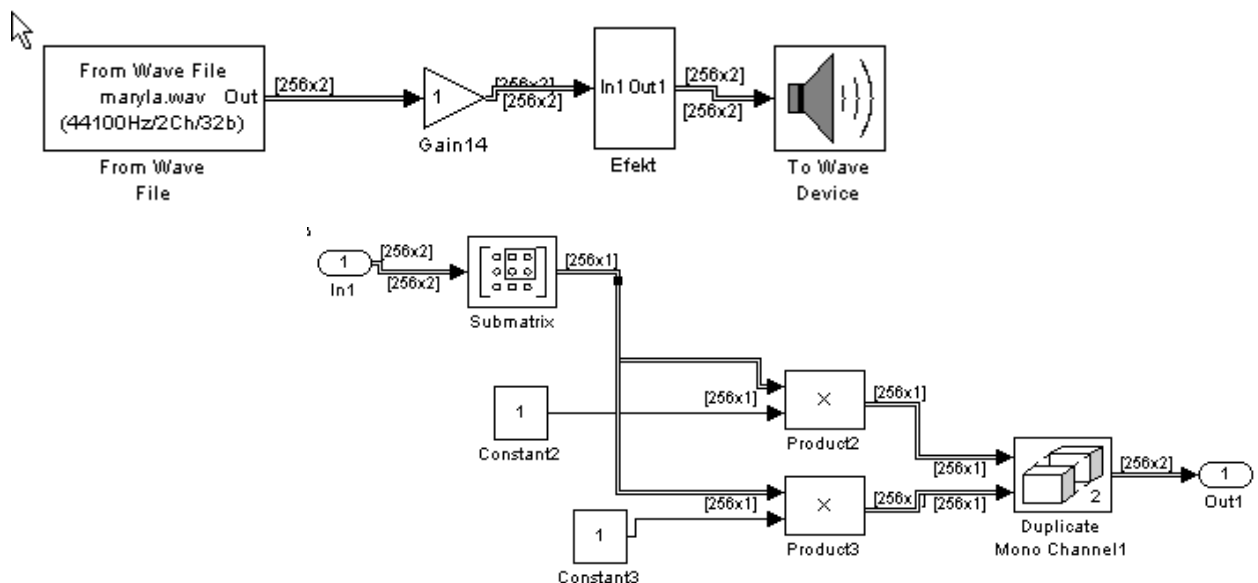 From Wave File
maryla.wav Out
(44100Hz/2Ch/32b)
From Wave
File
[256x2]
1
Gain14
[256x2]
[256x2]
In1 Out1
Efekt
[256x2]
[256x2]
To Wave
Device
1
In1
[256x2]
[256x2]
Submatrix
[256x1]
1
Constant2
[256x1]
×
Product2
[256x1]
[256x1]
1
Constant3
[256x1]
×
Product3
[256x
[256x1]
2
Duplicate
Mono Channel1
[256x2]
1
Out1